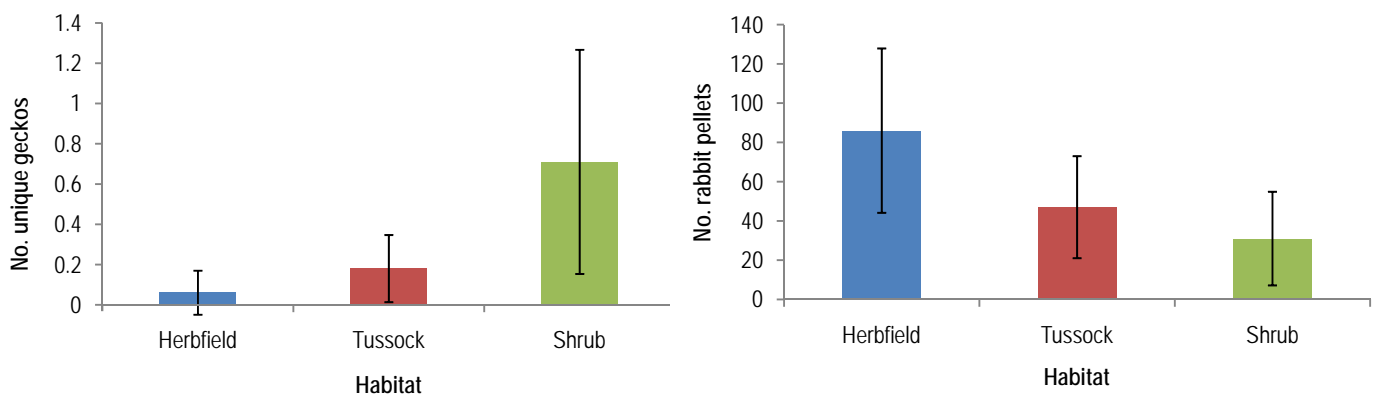 No. unique geckos
1.4
1.2
1
0.8
0.6
0.4
0.2
0
Herbfield Tussock Shrub
Habitat
No. rabbit pellets
140
120
100
80
60
40
20
0
Herbfield Tussock Shrub
Habitat